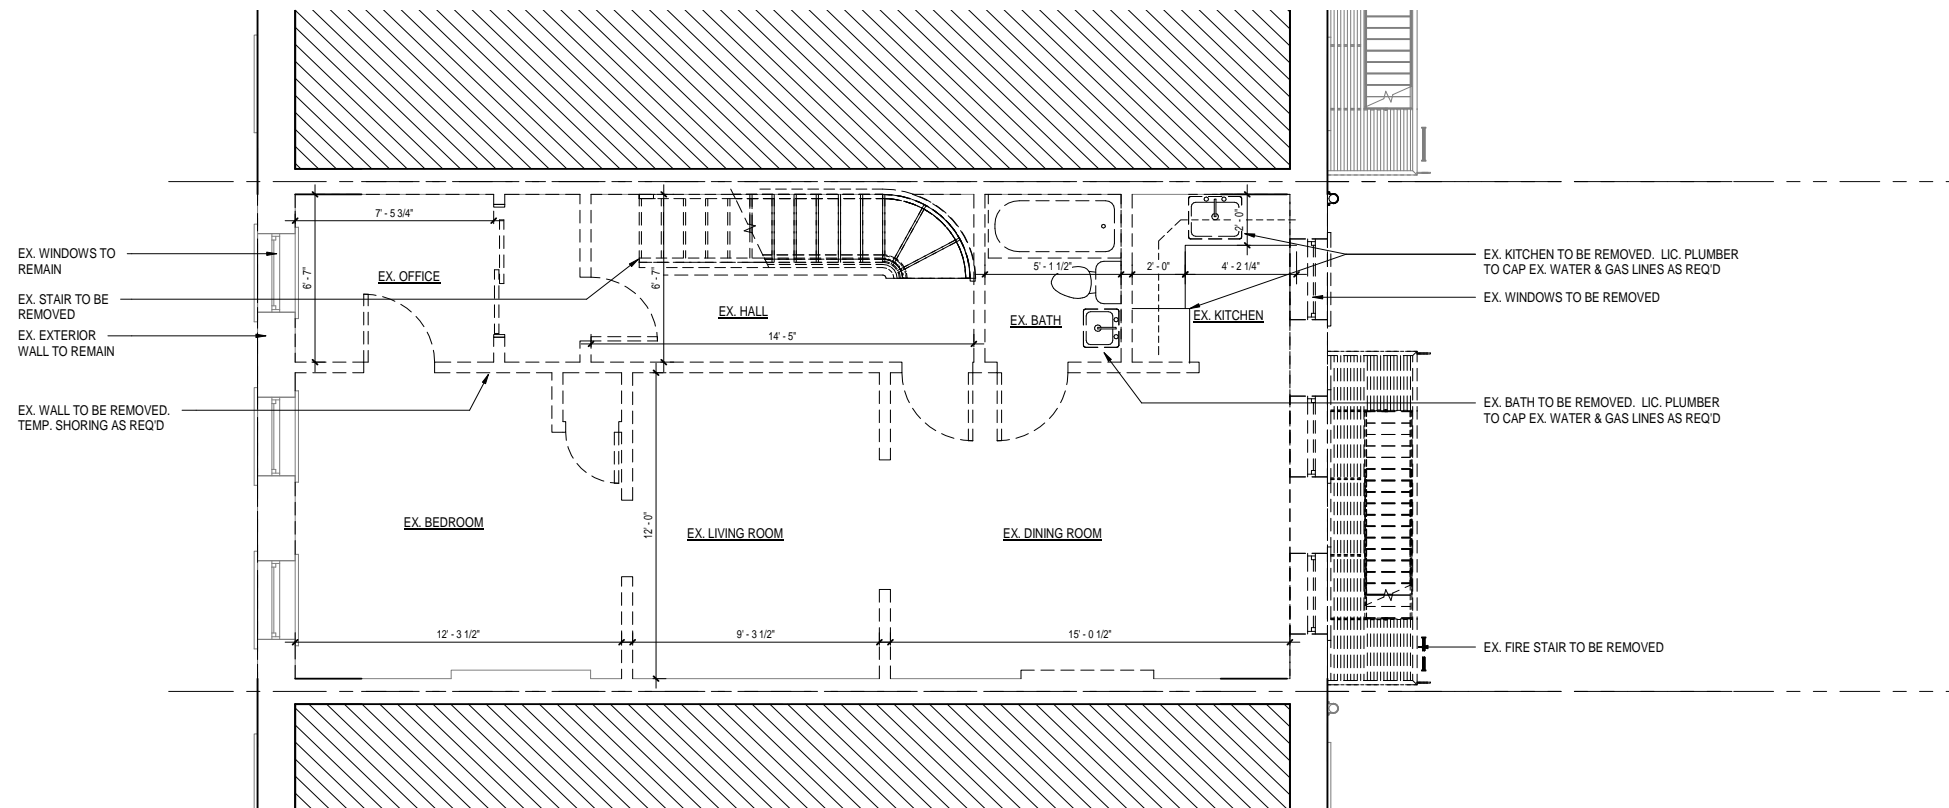 EX. WINDOWS TO
REMAIN
EX. STAIR TO BE
REMOVED
EX. EXTERIOR
WALL TO REMAIN
EX. WALL TO BE REMOVED.
TEMP. SHORING AS REQ'D
7' - 5 3/4"
6' - 7"
EX. OFFICE
6' - 7"
EX. HALL
14' - 5"
5' - 1 1/2"
2' - 0"
4' - 2 1/4"
2' - 0"
EX. BATH
EX. KITCHEN
EX. BEDROOM
12' - 0"
EX. LIVING ROOM
EX. DINING ROOM
12' - 3 1/2"
9' - 3 1/2"
15' - 0 1/2"
EX. KITCHEN TO BE REMOVED. LIC. PLUMBER
TO CAP EX. WATER & GAS LINES AS REQ'D
EX. WINDOWS TO BE REMOVED
EX. BATH TO BE REMOVED. LIC. PLUMBER
TO CAP EX. WATER & GAS LINES AS REQ'D
EX. FIRE STAIR TO BE REMOVED